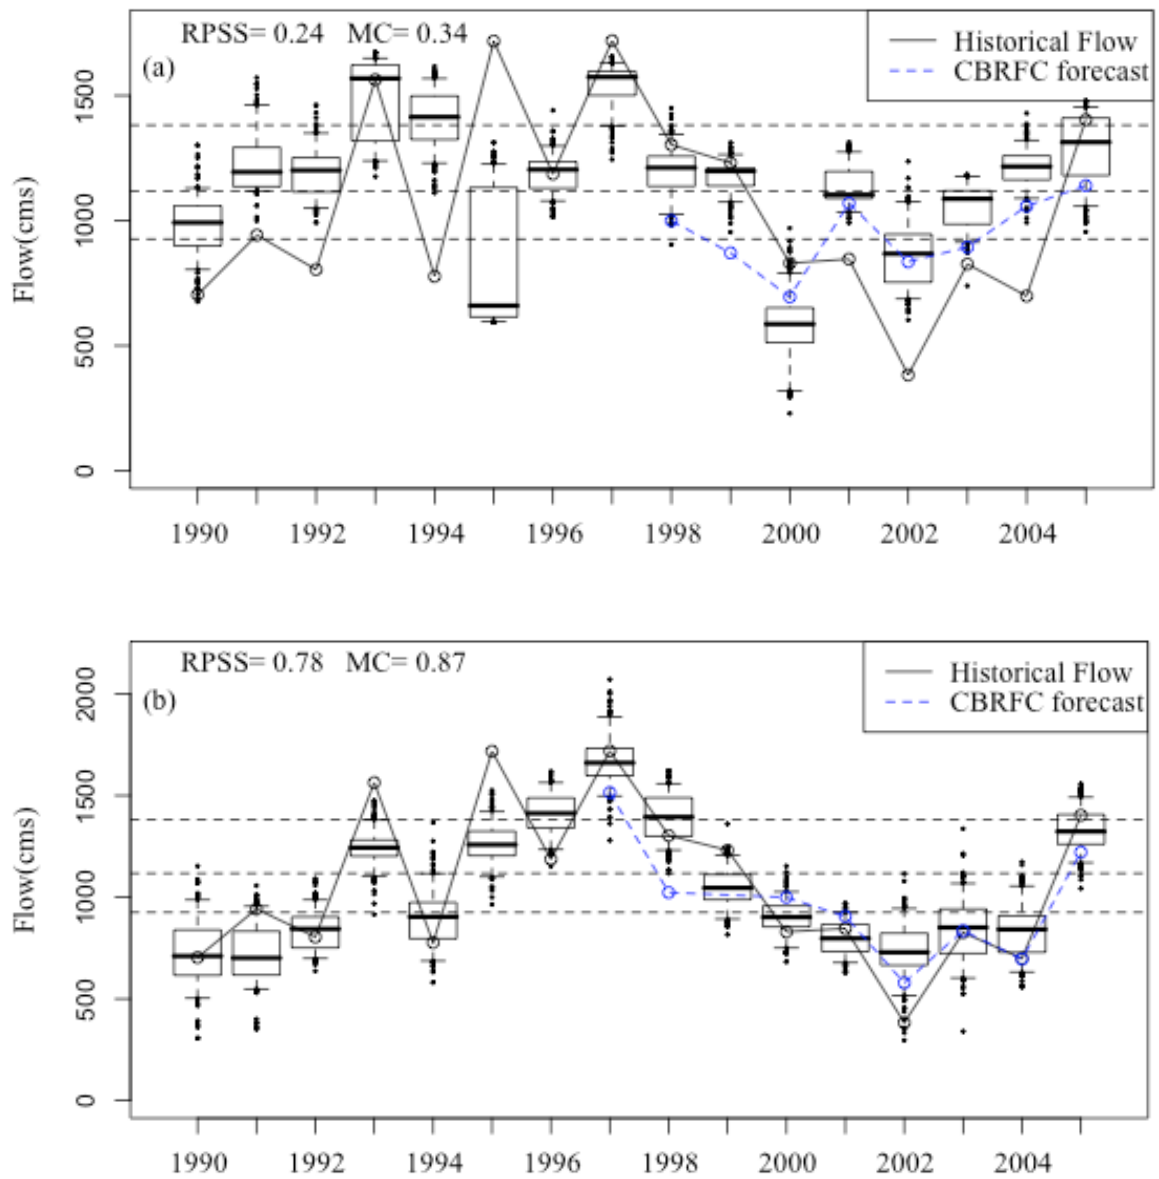 RPSS= 0.24 MC= 0.34
(a)
Historical Flow
CBRFC forecast
Flow(cms)
1500
1000
500
0
1990 1992 1994 1996 1998 2000 2002 2004
RPSS= 0.78 MC= 0.87
(b)
Historical Flow
CBRFC forecast
Flow(cms)
2000
1500
1000
500
0
1990 1992 1994 1996 1998 2000 2002 2004